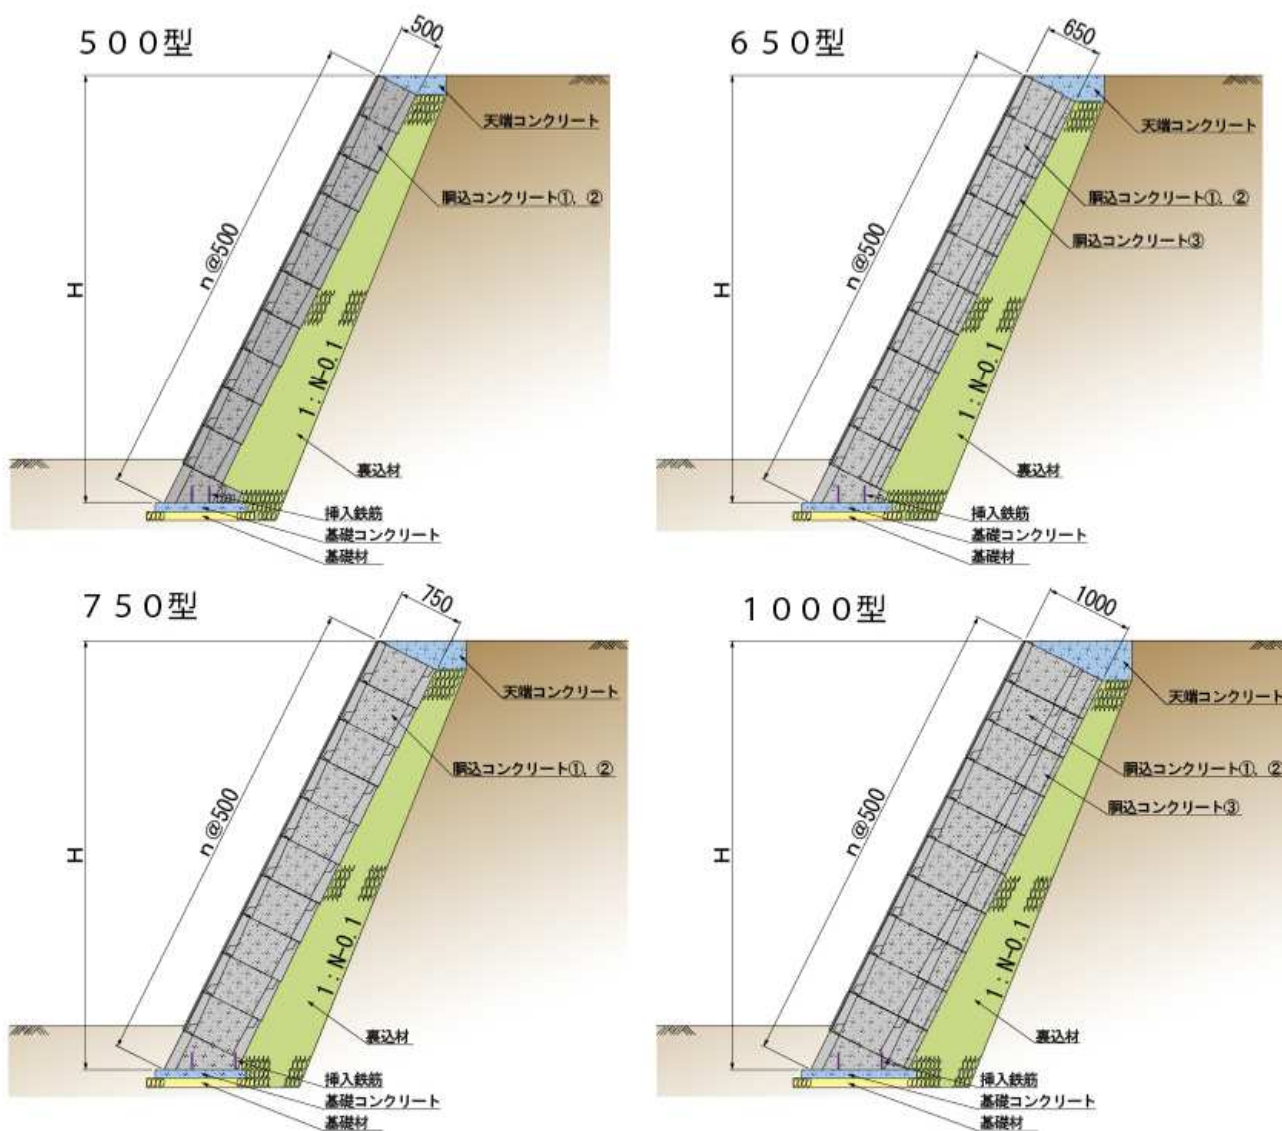 500型
500
天端コンクリート
胴込コンクリート①、②
n@500
H
1:N-0.1
裏込材
挿入鉄筋
基礎コンクリート
基礎材
650型
650
天端コンクリート
胴込コンクリート①、②
胴込コンクリート③
n@500
H
1:N-0.1
裏込材
挿入鉄筋
基礎コンクリート
基礎材
750型
750
天端コンクリート
胴込コンクリート①、②
n@500
H
1:N-0.1
裏込材
挿入鉄筋
基礎コンクリート
基礎材
1000型
1000
天端コンクリート
胴込コンクリート①、②
胴込コンクリート③
n@500
H
1:N-0.1
裏込材
挿入鉄筋
基礎コンクリート
基礎材